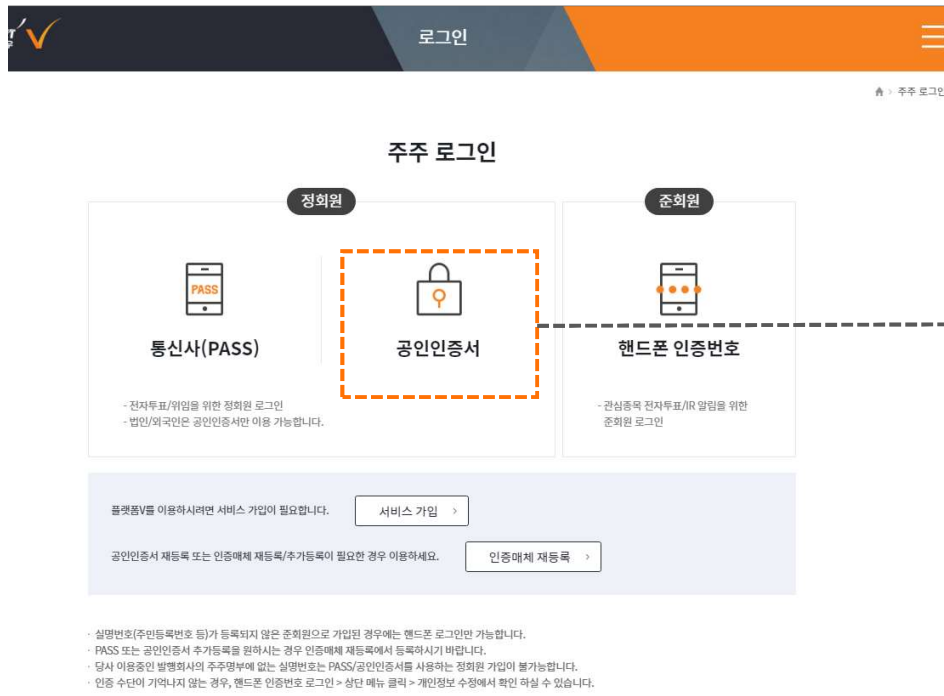 로그인
주주 로그인
주주 로그인
정회원
준회원
PASS
통신사(PASS)
공인인증서
핸드폰 인증번호
- 전자투표/위임을 위한 정회원 로그인
- 법인/외국인은 공인인증서만 이용 가능합니다.
- 관심종목 전자투표/IR 알림을 위한
준회원 로그인
플랫폼V를 이용하시려면 서비스 가입이 필요합니다.
서비스 가입 >
공인인증서 재등록 또는 인증매체 재등록/추가등록이 필요한 경우 이용하세요.
인증매체 재등록 >
· 실명번호(주민등록번호 등)가 등록되지 않은 준회원으로 가입된 경우에는 핸드폰 로그인만 가능합니다.
· PASS 또는 공인인증서 추가등록을 원하시는 경우 인증매체 재등록에서 등록하시기 바랍니다.
· 당사 이용중인 발행회사의 주주명부에 없는 실명번호는 PASS/공인인증서를 사용하는 정회원 가입이 불가능합니다.
· 인증 수단이 기억나지 않는 경우, 핸드폰 인증번호 로그인 > 상단 메뉴 클릭 > 개인정보 수정에서 확인 하실 수 있습니다.